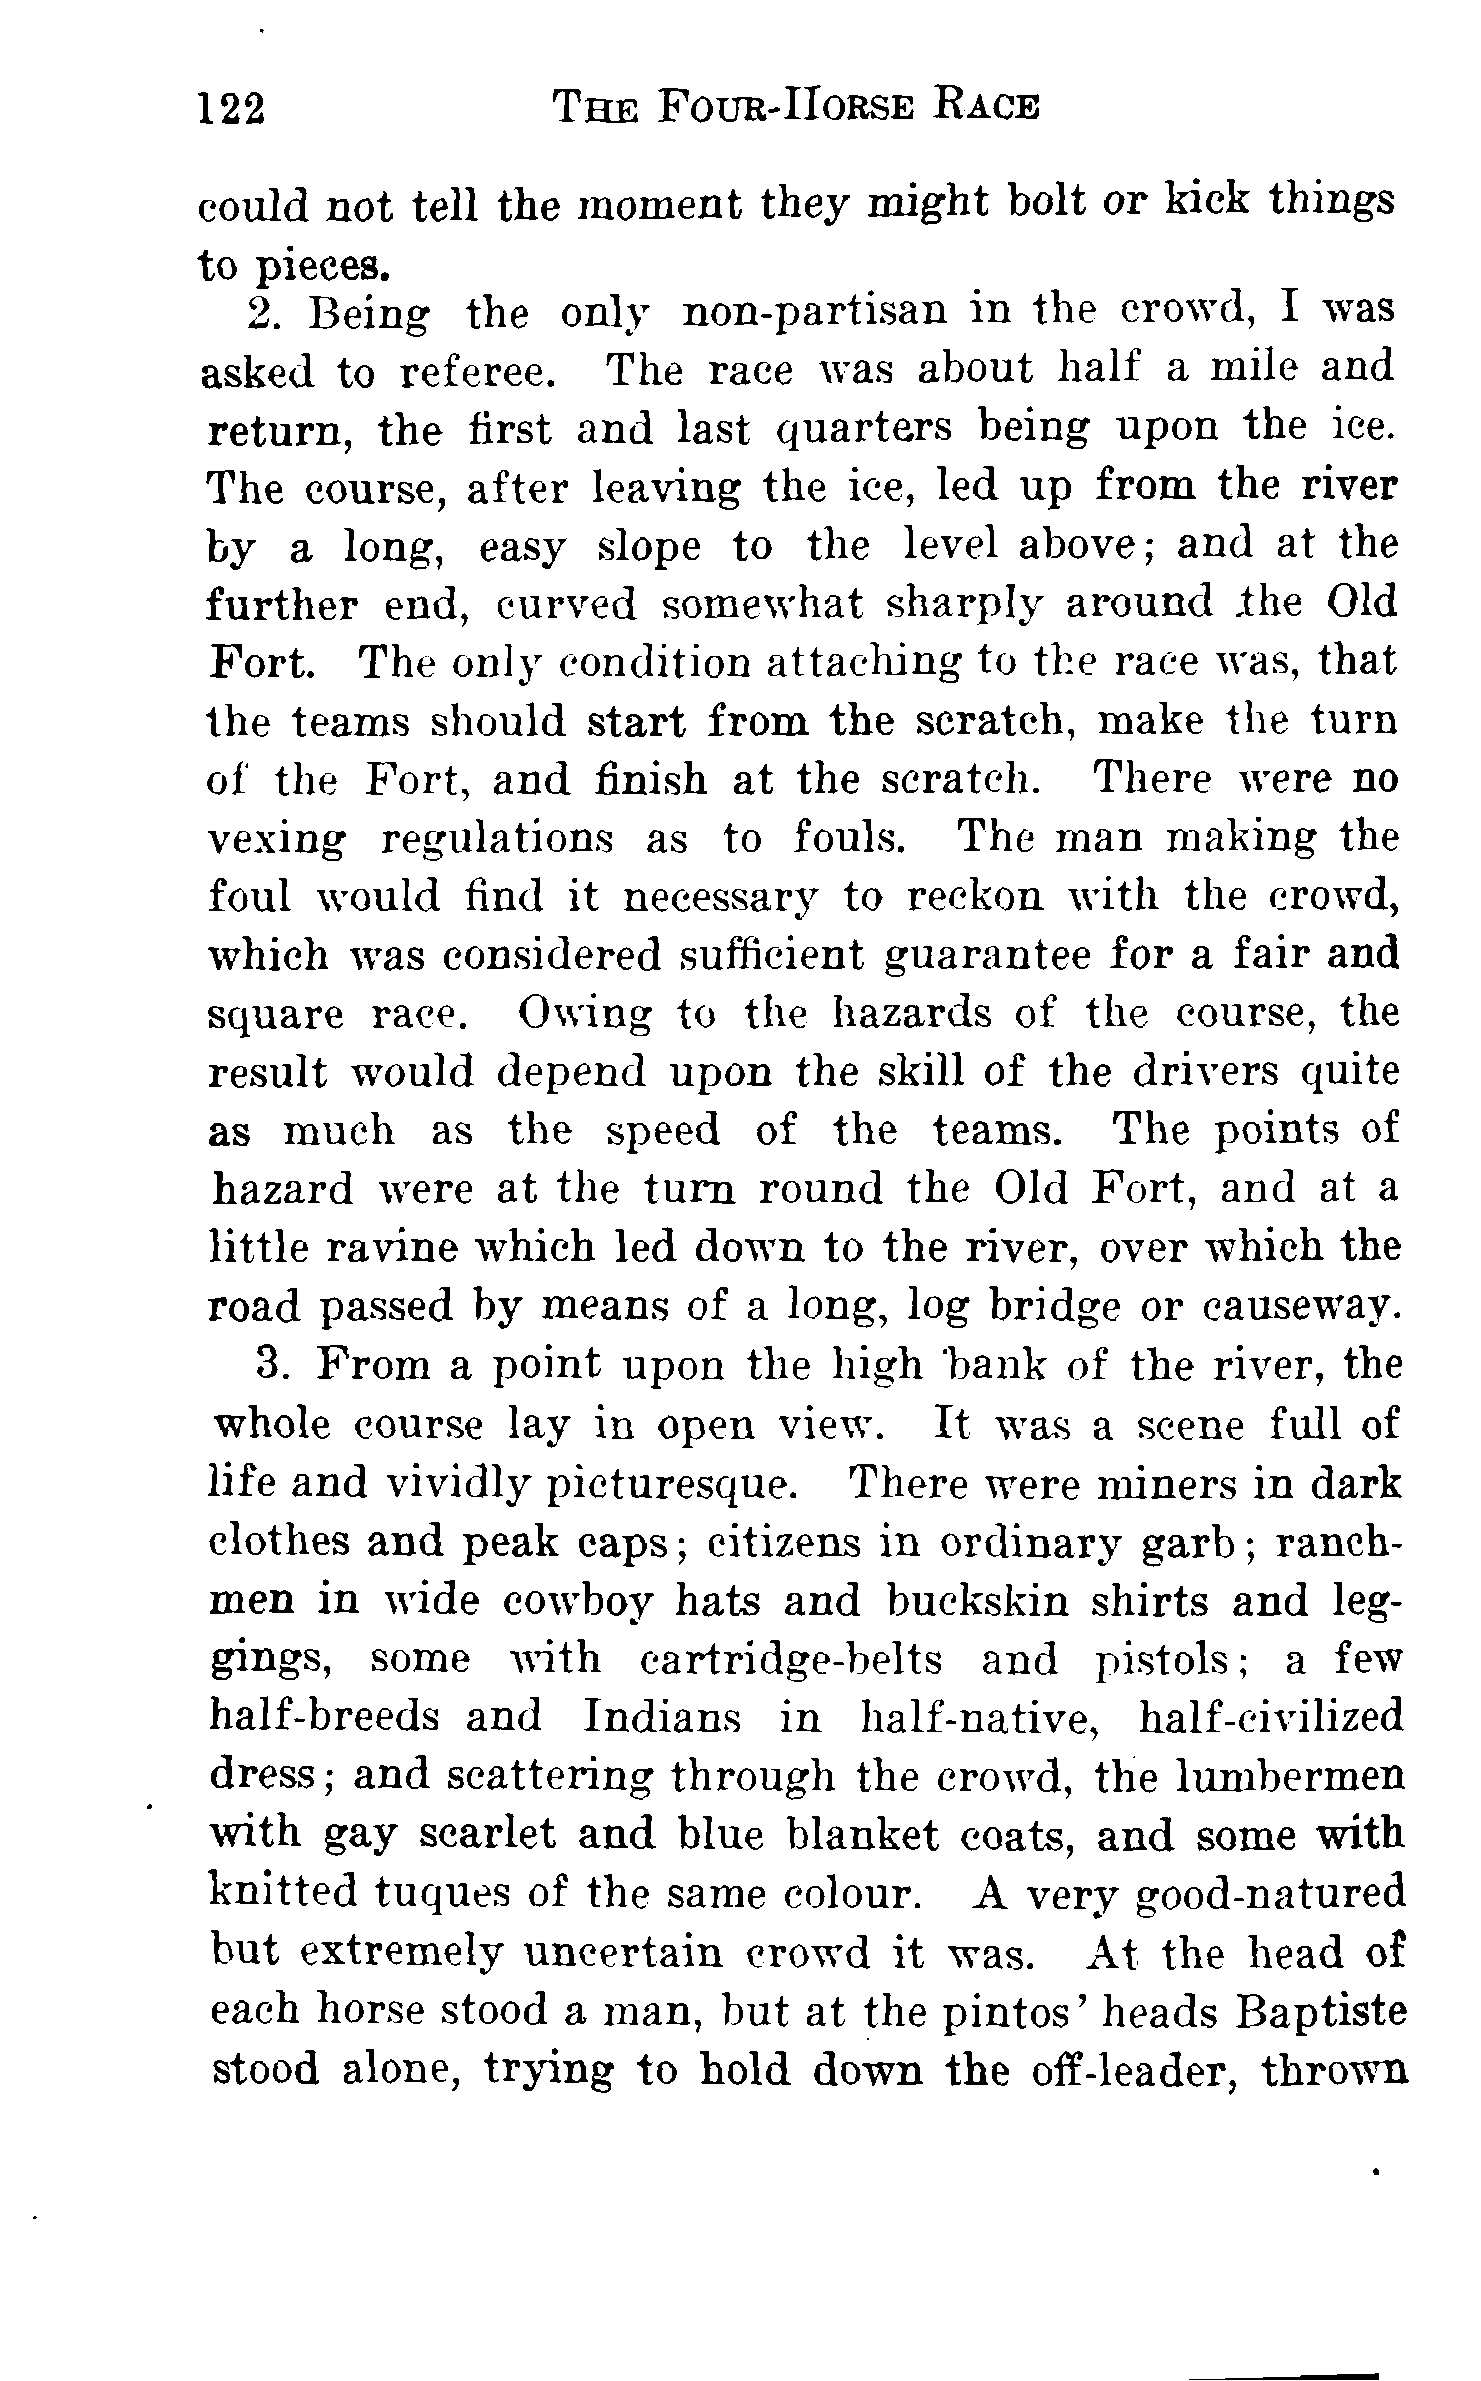 122 THE FOUR-HORSE RACE
could not tell the moment they might bolt or kick things
to pieces.
2. Being the only non-partisan in the crowd, I was
asked to referee. The race was about half a mile and
return, the first and last quarters being upon the ice.
The course, after leaving the ice, led up from the river
by a long, easy slope to the level above; and at the
further end, curved somewhat sharply around the Old
Fort. The only condition attaching to the race was, that
the teams should start from the scratch, make the turn
of the Fort, and finish at the scratch. There were no
vexing regulations as to fouls. The man making the
foul would find it necessary to reckon with the crowd,
which was considered sufficient guarantee for a fair and
square race. Owing to the hazards of the course, the
result would depend upon the skill of the drivers quite
as much as the speed of the teams. The points of
hazard were at the turn round the Old Fort, and at a
little ravine which led down to the river, over which the
road passed by means of a long, log bridge or causeway.
3. From a point upon the high bank of the river, the
whole course lay in open view. It was a scene full of
life and vividly picturesque. There were miners in dark
clothes and peak caps; citizens in ordinary garb; ranch-
men in wide cowboy hats and buckskin shirts and leg-
gings, some with cartridge-belts and pistols; a few
half-breeds and Indians in half-native, half-civilized
dress; and scattering through the crowd, the lumbermen
with gay scarlet and blue blanket coats, and some with
knitted tuques of the same colour. A very good-natured
but extremely uncertain crowd it was. At the head of
each horse stood a man, but at the pintos' heads Baptiste
stood alone, trying to hold down the off-leader, thrown